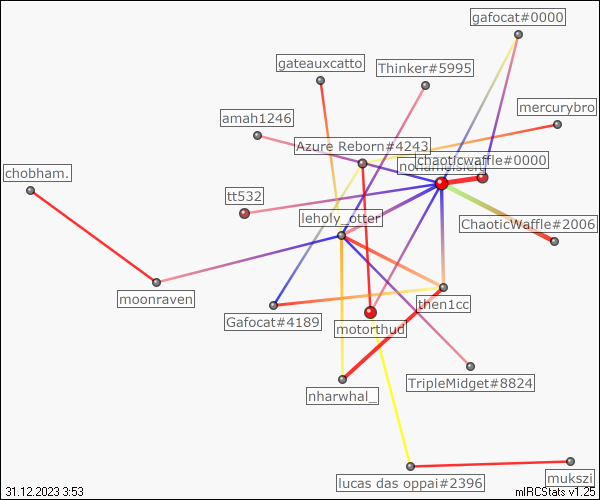 gafocat#0000
gateauxcatto
Thinker#5995
mercurybro
amah1246
Azure Reborn#4243
chaoticwaffle#0000
chobham.
tt532
leholy_otter
ChaoticWaffle#2006
moonraven
then1cc
Gafocat#4189
motorthud
TripleMidget#8824
nharwhal_
lucas das oppai#2396
mukszi
31.12.2023 3:53
mIRCStats v1.25